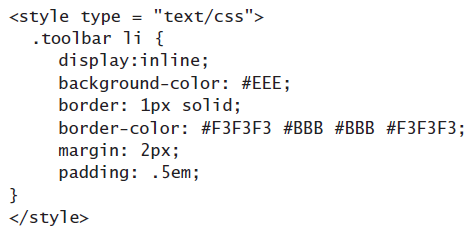 <style type = "text/css">
.toolbar li {
display:inline;
background-color: #EEE;
border: 1px solid;
border-color: #F3F3F3 #BBB #BBB #F3F3F3;
margin: 2px;
padding: .5em;
}
</style>